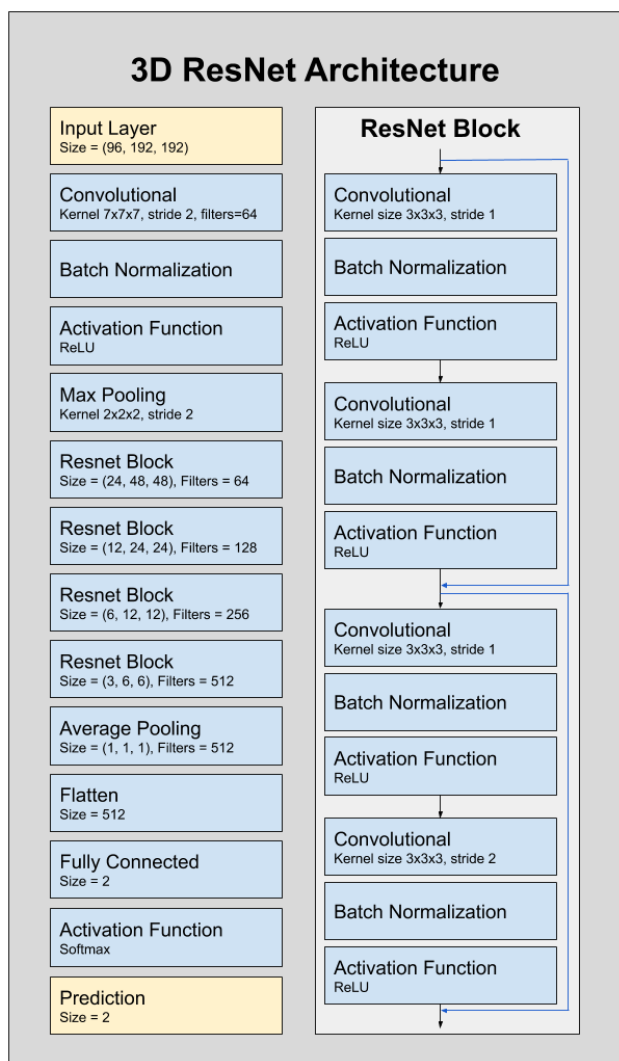 3D ResNet Architecture
Input Layer
Size = (96, 192, 192)
Convolutional
Kernel 7x7x7, stride 2, filters=64
Batch Normalization
Activation Function
ReLU
Max Pooling
Kernel 2x2x2, stride 2
Resnet Block
Size = (24, 48, 48), Filters = 64
Resnet Block
Size = (12, 24, 24), Filters = 128
Resnet Block
Size = (6, 12, 12), Filters = 256
Resnet Block
Size = (3, 6, 6), Filters = 512
Average Pooling
Size = (1, 1, 1), Filters = 512
Flatten
Size = 512
Fully Connected
Size = 2
Activation Function
Softmax
Prediction
Size = 2
ResNet Block
Convolutional
Kernel size 3x3x3, stride 1
Batch Normalization
Activation Function
ReLU
Convolutional
Kernel size 3x3x3, stride 1
Batch Normalization
Activation Function
ReLU
Convolutional
Kernel size 3x3x3, stride 1
Batch Normalization
Activation Function
ReLU
Convolutional
Kernel size 3x3x3, stride 2
Batch Normalization
Activation Function
ReLU